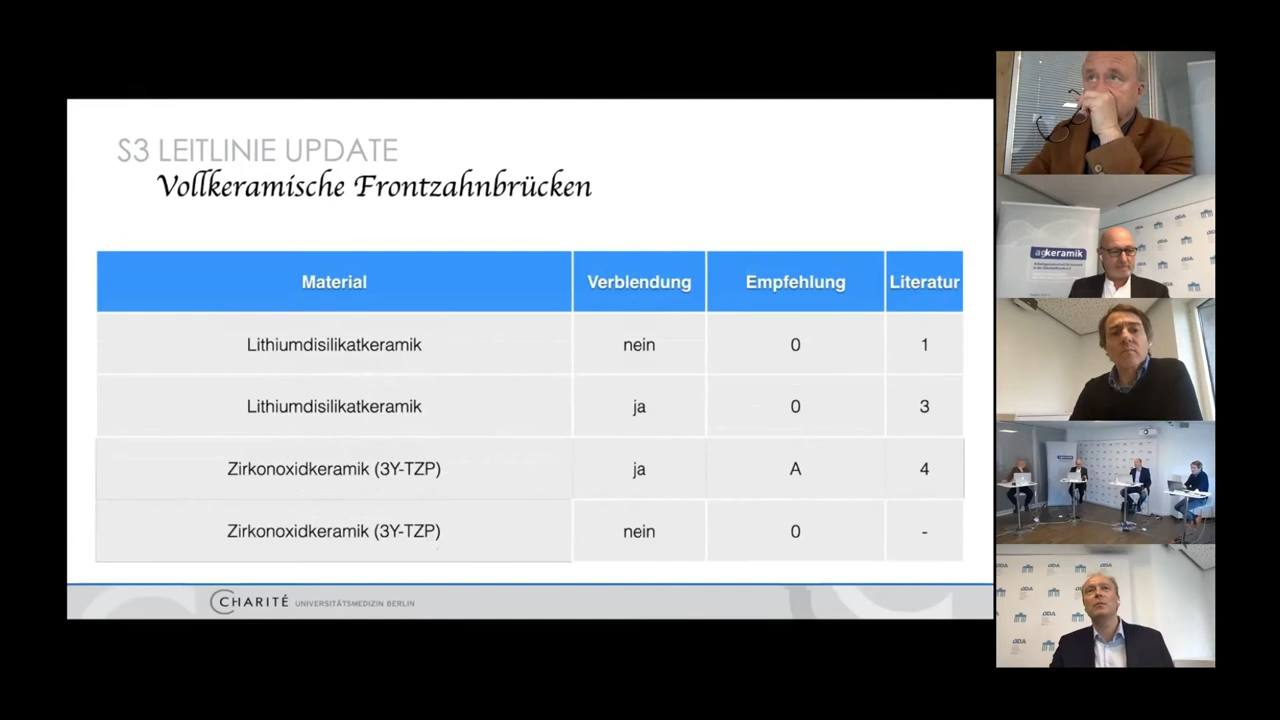 S3 LEITLINIE UPDATE
Vollkeramische Frontzahnbrücken
Material Verblendung Empfehlung Literatur
Lithiumdisilikatkeramik nein 0 1
Lithiumdisilikatkeramik ja 0 3
Zirkonoxidkeramik (3Y-TZP) ja A 4
Zirkonoxidkeramik (3Y-TZP) nein 0 -
CHARITÉ UNIVERSITÄTSMEDIZIN BERLIN
agkeramik